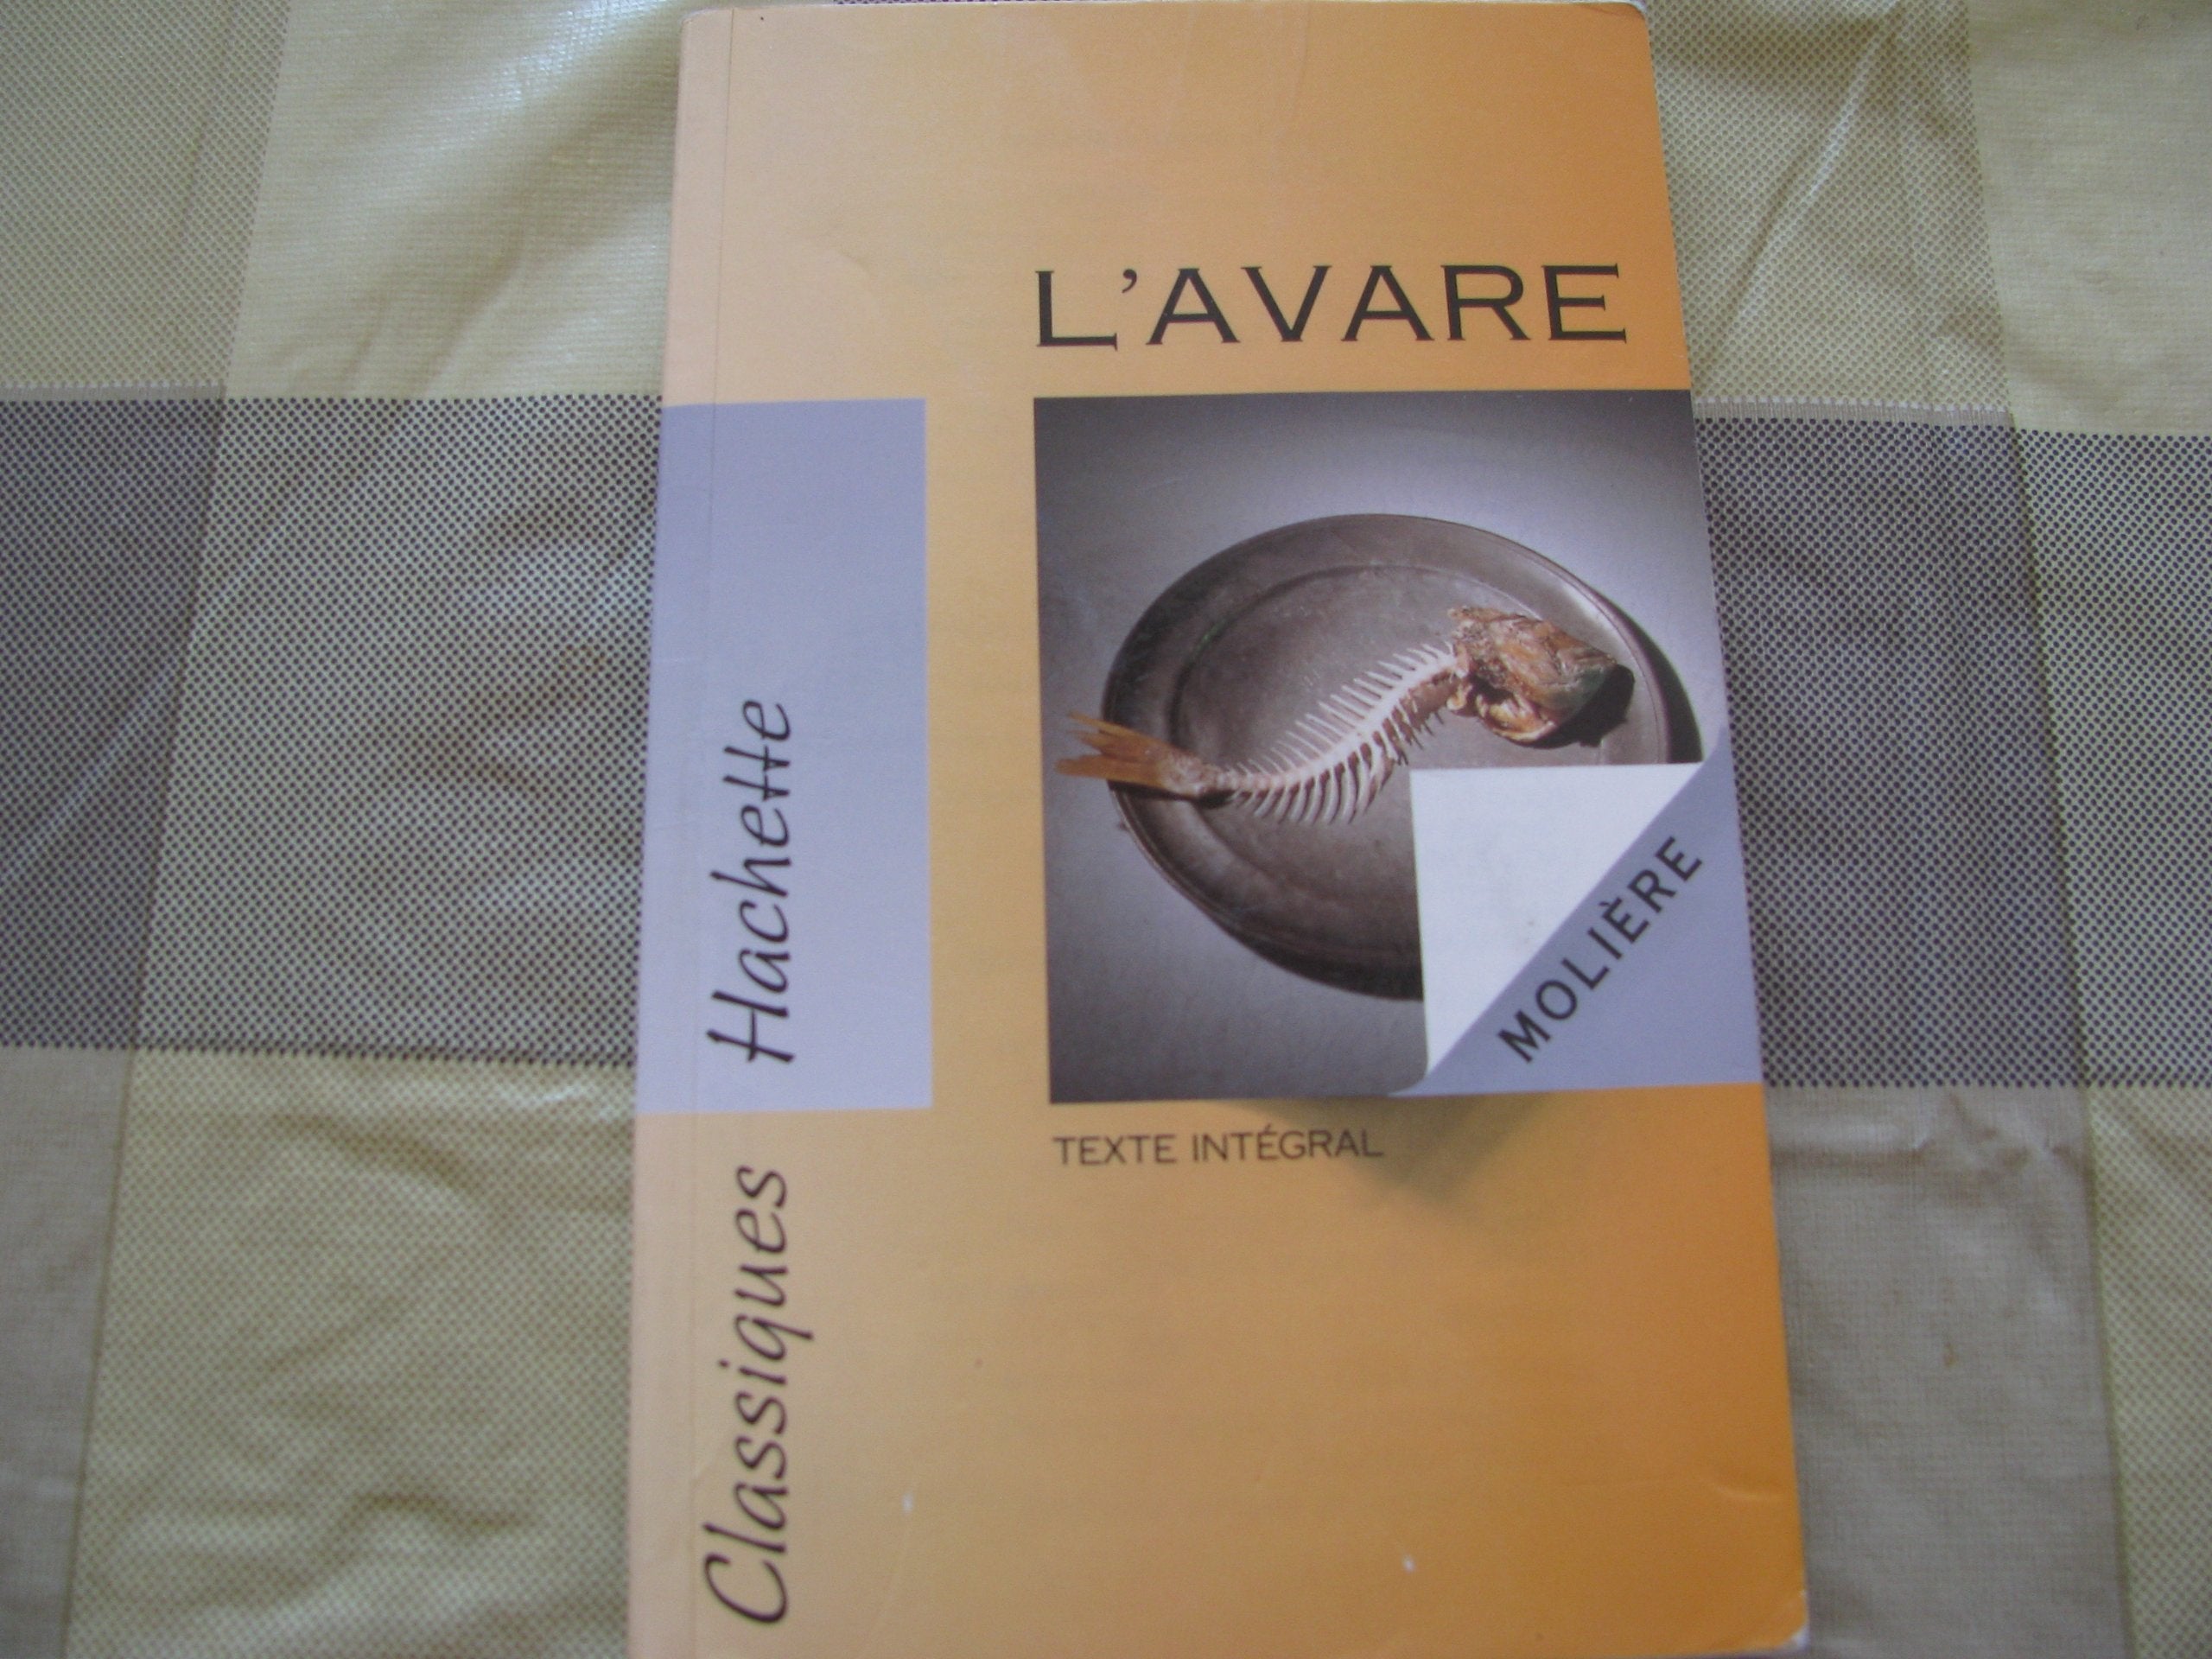 L'AVARE
MOLIÈRE
TEXTE INTÉGRAL
Classiques Hachette